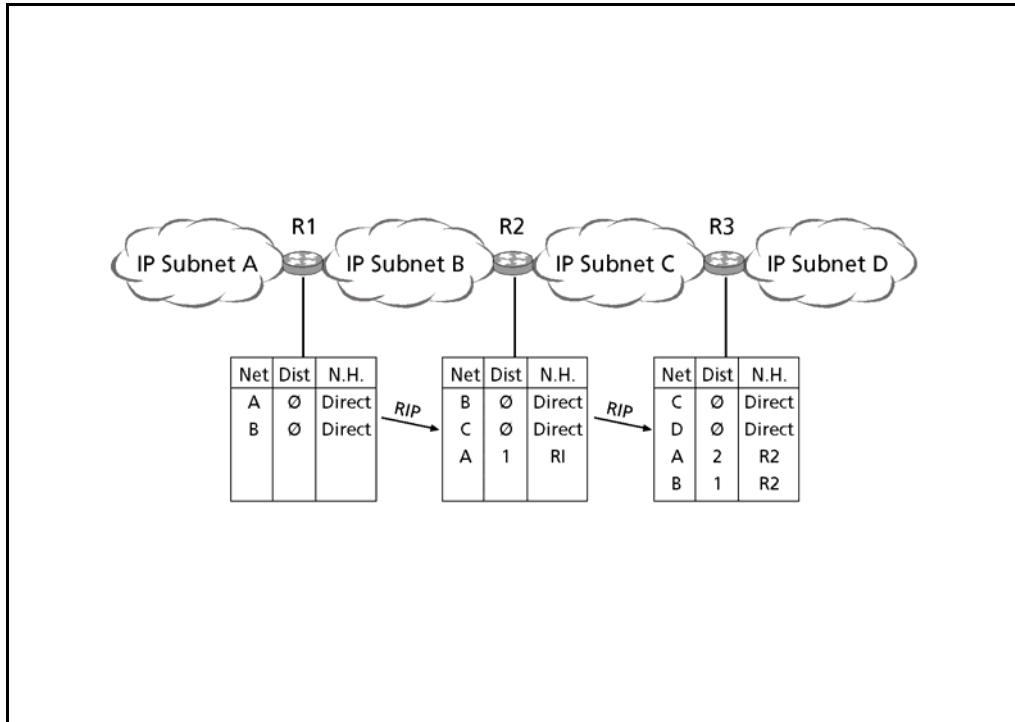 R1 R2 R3
IP Subnet A IP Subnet B IP Subnet C IP Subnet D
Net Dist N.H.
A Ø Direct
B Ø Direct
RIP
Net Dist N.H.
B Ø Direct
C Ø Direct
A 1 RI
RIP
Net Dist N.H.
C Ø Direct
D Ø Direct
A 2 R2
B 1 R2